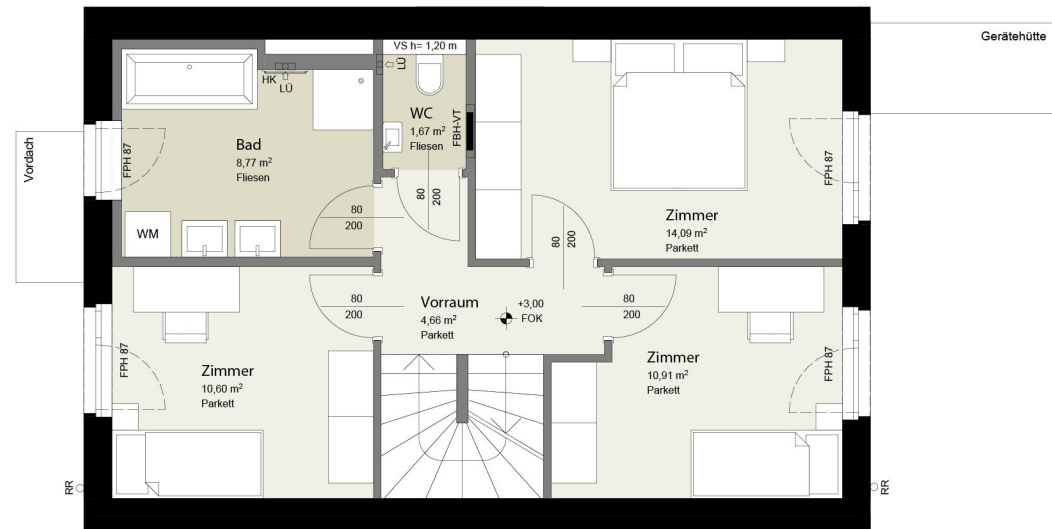 Gerätehütte
Vordach
VS h= 1,20 m
HK
LÜ
LÜ
WC
1,67 m²
Fliesen
FBH-VT
Bad
8,77 m²
Fliesen
FPH 87
FPH 87
80
200
80
200
WM
Zimmer
14,09 m²
Parkett
80
200
80
200
Vorraum
4,66 m²
Parkett
+3,00
FOK
80
200
FPH 87
Zimmer
10,60 m²
Parkett
Zimmer
10,91 m²
Parkett
FPH 87
RR
RR